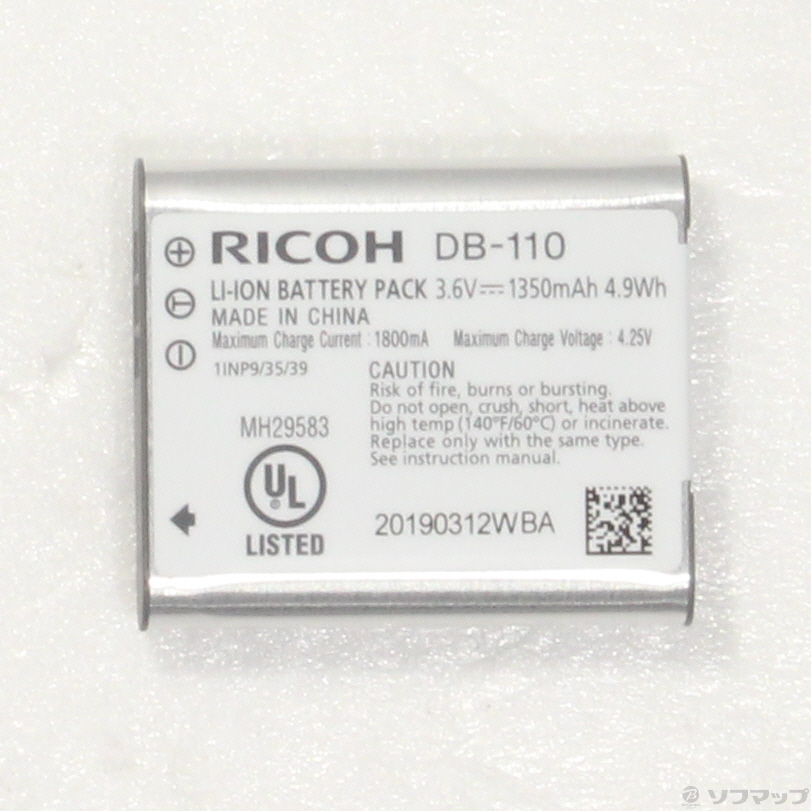 RICOH DB-110
LI-ION BATTERY PACK 3.6V⎓1350mAh 4.9Wh
MADE IN CHINA
Maximum Charge Current : 1800mA Maximum Charge Voltage : 4.25V
1INP9/35/39
CAUTION
Risk of fire, burns or bursting.
Do not open, crush, short, heat above
high temp (140°F/60°C) or incinerate.
Replace only with the same type.
See instruction manual.
MH29583
UL
LISTED
20190312WBA
ソフマップ